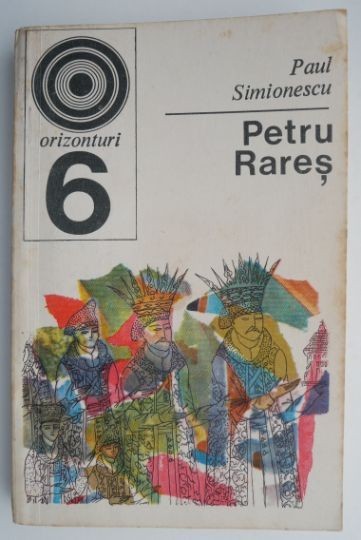 orizonturi
6
Paul
Simionescu
Petru
Rareș